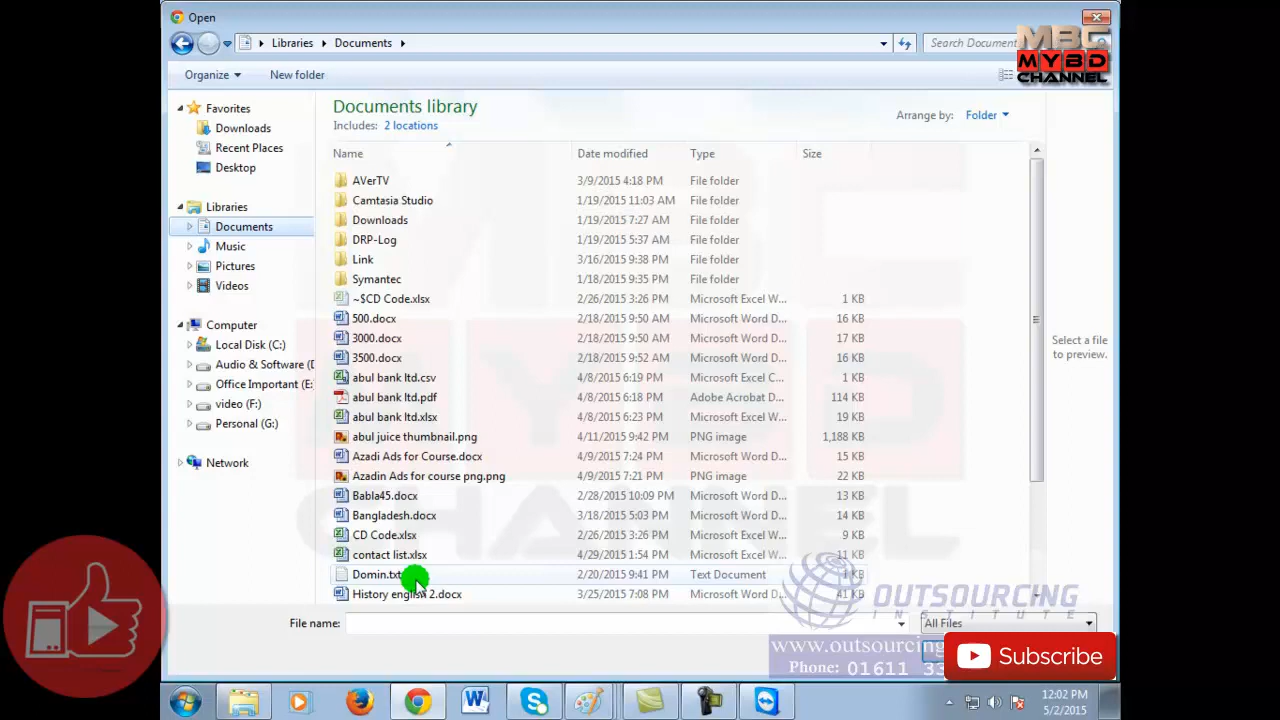 Open
Libraries Documents
Search Document
MBC
MYBD
CHANNEL
Organize
New folder
Favorites
Downloads
Recent Places
Desktop
Libraries
Documents
Music
Pictures
Videos
Computer
Local Disk (C:)
Audio & Software (D
Office Important (E:
video (F:)
Personal (G:)
Network
Documents library
Includes: 2 locations
Arrange by: Folder
Name Date modified Type Size
AVerTV 3/9/2015 4:18 PM File folder
Camtasia Studio 1/19/2015 11:03 AM File folder
Downloads 1/19/2015 7:27 AM File folder
DRP-Log 1/19/2015 5:37 AM File folder
Link 3/16/2015 9:38 PM File folder
Symantec 1/18/2015 9:35 PM File folder
~$CD Code.xlsx 2/26/2015 3:26 PM Microsoft Excel W... 1 KB
500.docx 2/18/2015 9:50 AM Microsoft Word D... 16 KB
3000.docx 2/18/2015 9:50 AM Microsoft Word D... 17 KB
3500.docx 2/18/2015 9:52 AM Microsoft Word D... 16 KB
abul bank ltd.csv 4/8/2015 6:19 PM Microsoft Excel C... 1 KB
abul bank ltd.pdf 4/8/2015 6:18 PM Adobe Acrobat D... 114 KB
abul bank ltd.xlsx 4/8/2015 6:23 PM Microsoft Excel W... 19 KB
abul juice thumbnail.png 4/11/2015 9:42 PM PNG image 1,188 KB
Azadi Ads for Course.docx 4/9/2015 7:24 PM Microsoft Word D... 15 KB
Azadin Ads for course png.png 4/9/2015 7:21 PM PNG image 22 KB
Babla45.docx 2/28/2015 10:09 PM Microsoft Word D... 13 KB
Bangladesh.docx 3/18/2015 5:03 PM Microsoft Word D... 14 KB
CD Code.xlsx 2/26/2015 3:26 PM Microsoft Excel W... 9 KB
contact list.xlsx 4/29/2015 1:54 PM Microsoft Excel W... 11 KB
Domin.txt 2/20/2015 9:41 PM Text Document 1 KB
History english 2.docx 3/25/2015 7:08 PM Microsoft Word D... 41 KB
Select a file
to preview.
MBC
MYBD
CHANNEL
OUTSOURCING
INSTITUTE
File name:
All Files
www.outsourcing
Phone: 01611 33
Subscribe
12:02 PM
5/2/2015